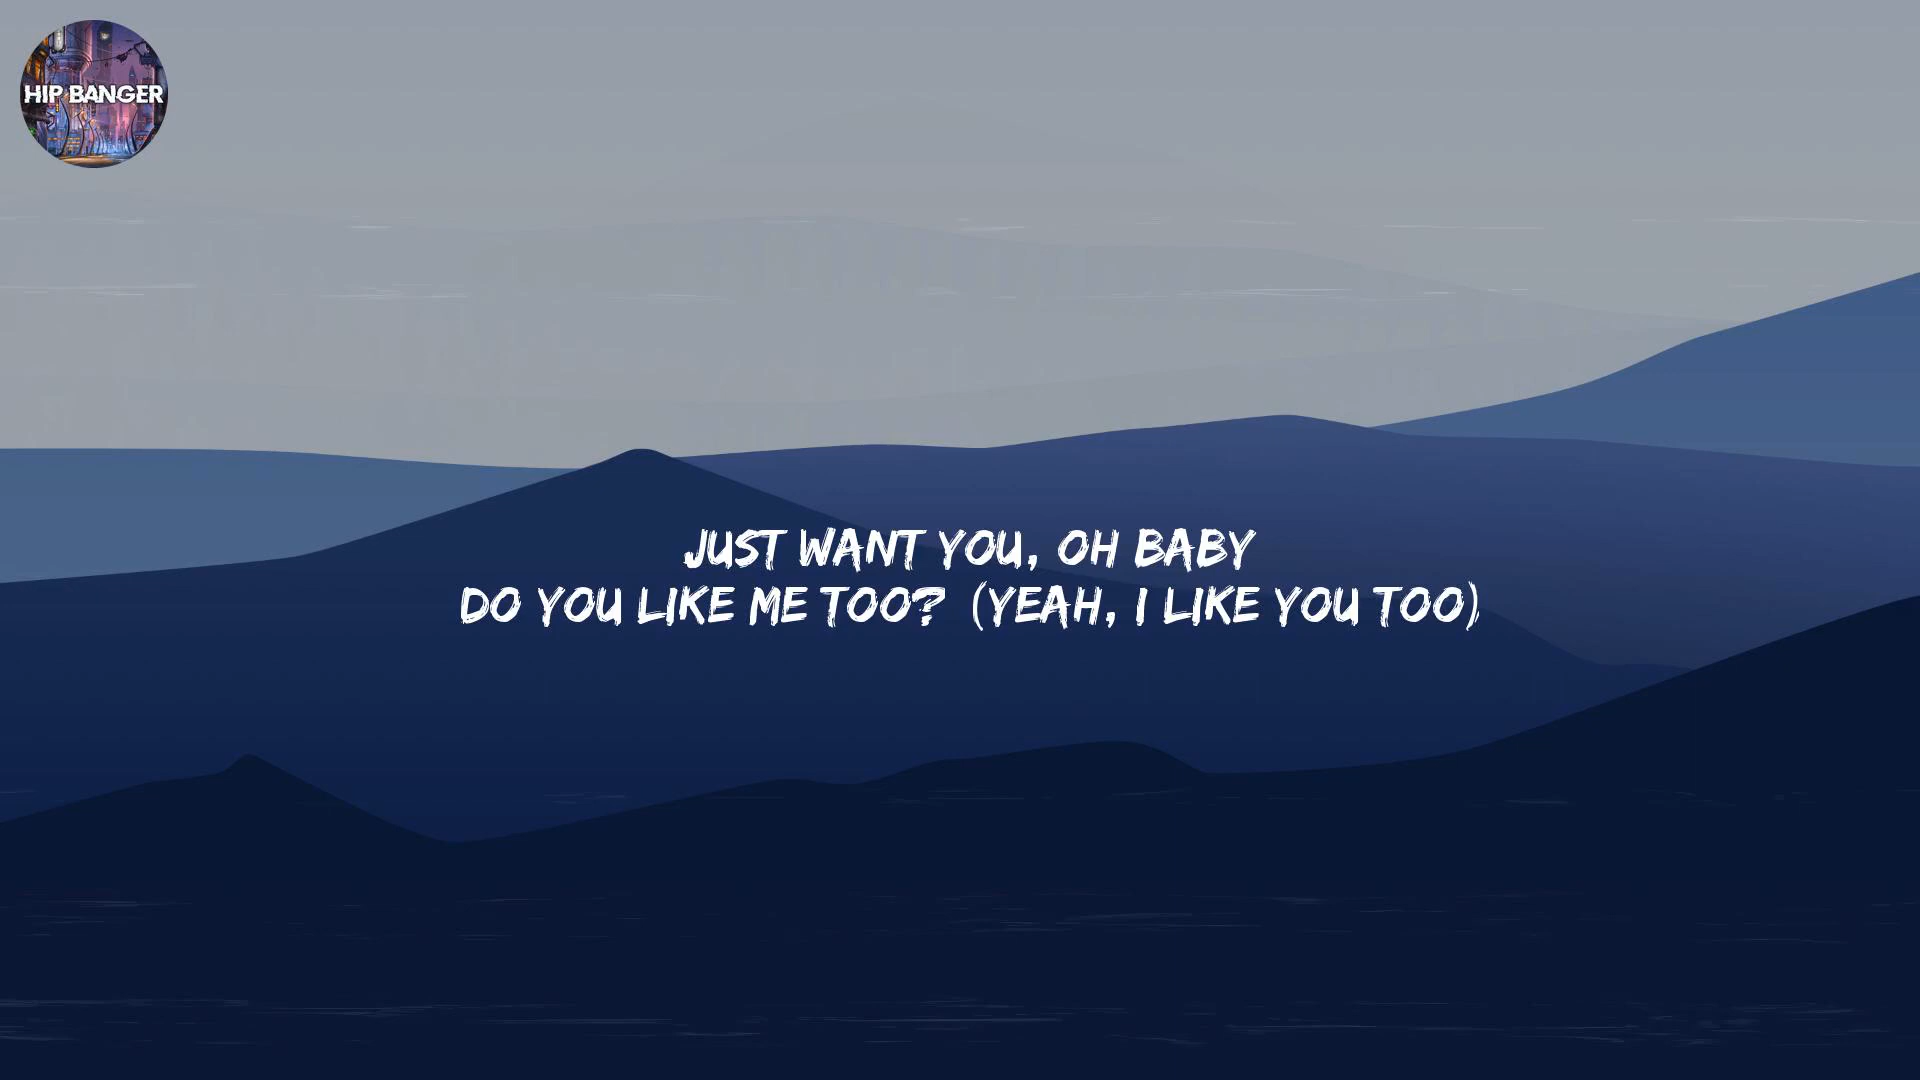 HIP BANGER
JUST WANT YOU, OH BABY
DO YOU LIKE ME TOO? (YEAH, I LIKE YOU TOO)